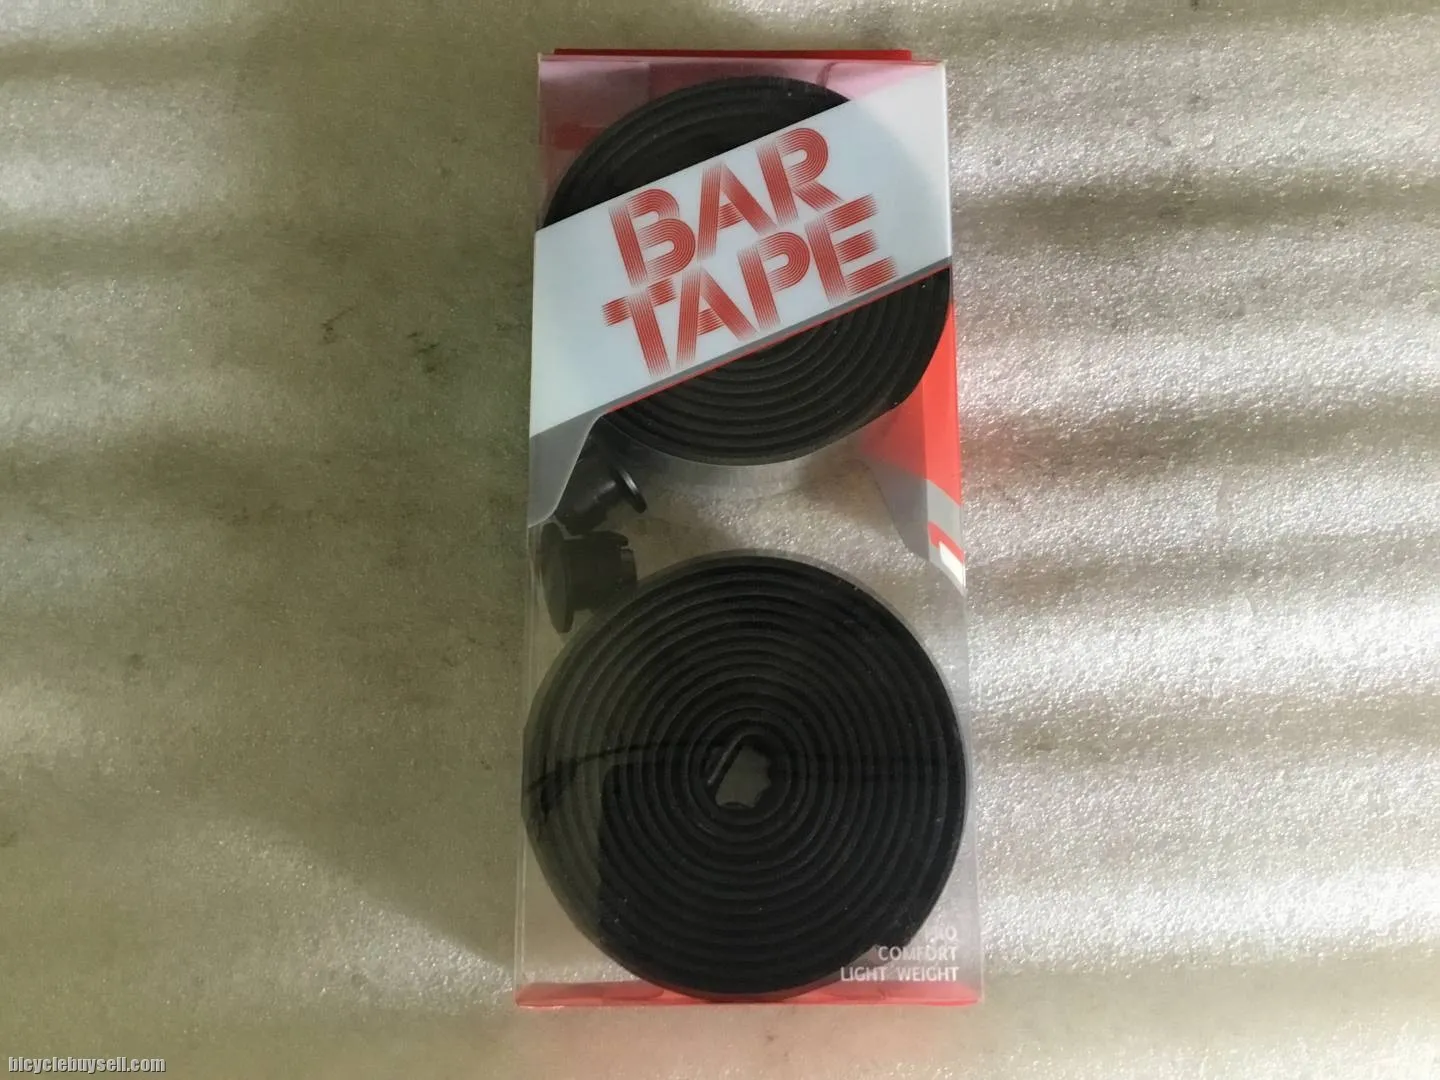 BAR
TAPE
COMFORT
LIGHT WEIGHT
bicyclebuysell.com